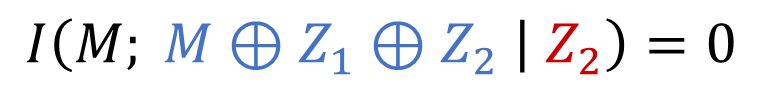 I(M; M ⊕ Z₁ ⊕ Z₂ | Z₂) = 0